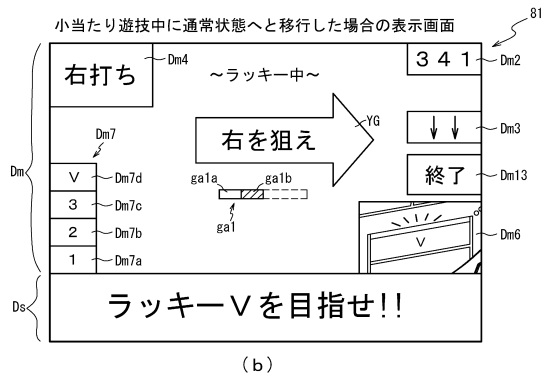 小当たり遊技中に通常状態へと移行した場合の表示画面
81
右打ち
Dm4
～ラッキー中～
３４１
Dm2
YG
右を狙え
↓↓
Dm3
Dm
Dm7
終了
Dm13
V
Dm7d
3
Dm7c
2
Dm7b
1
Dm7a
ga1a
ga1b
ga1
V
Dm6
Ds
ラッキーVを目指せ!!
(b)